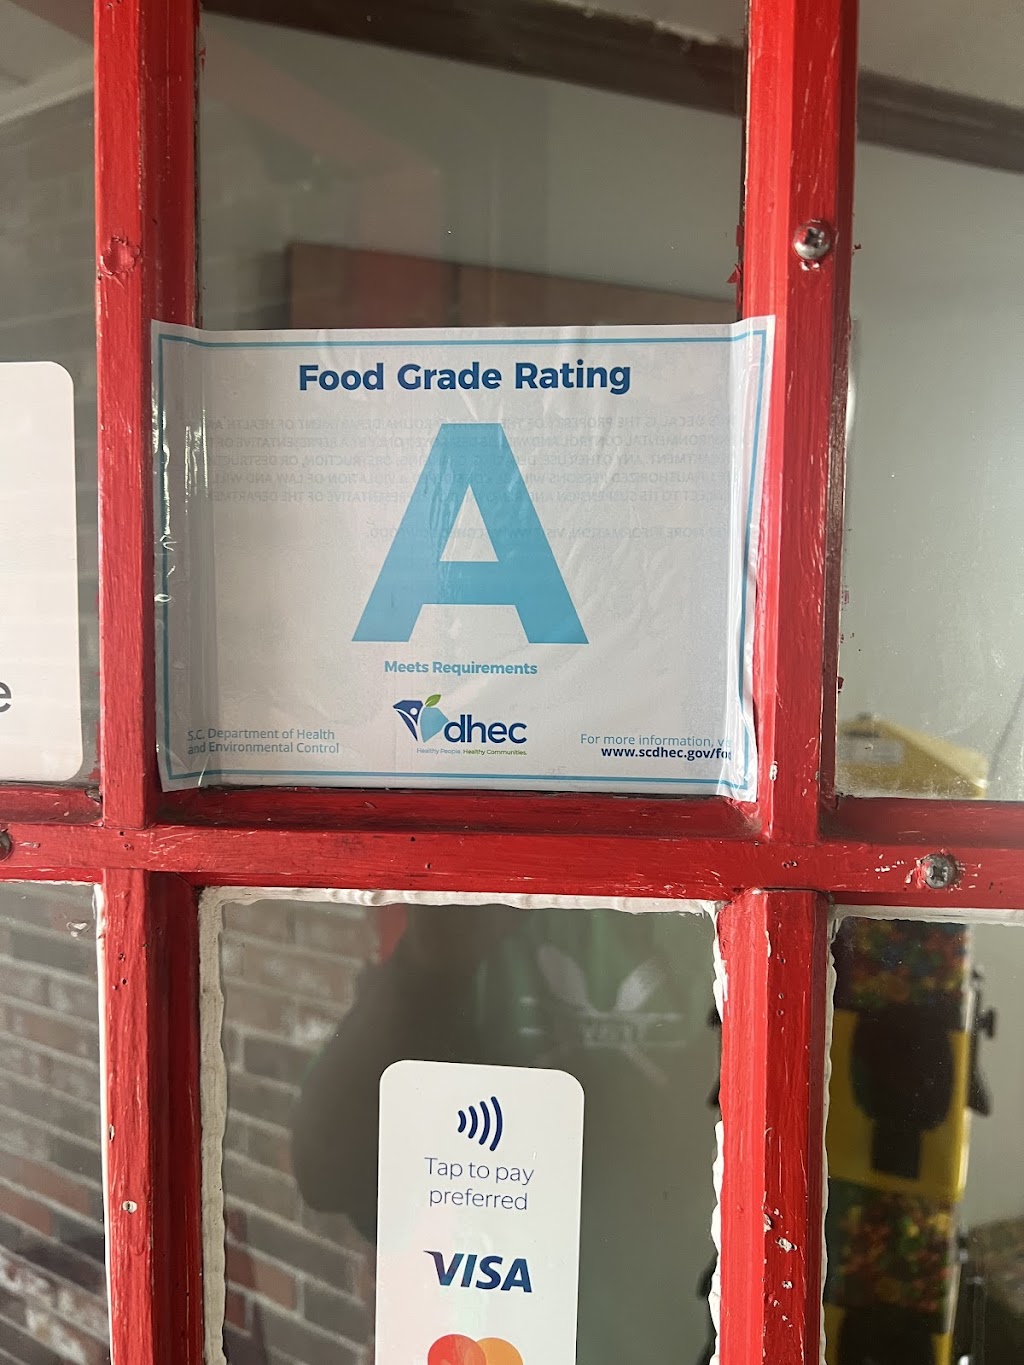 Food Grade Rating
A
Meets Requirements
dhec
Healthy People. Healthy Communities.
S.C. Department of Health
and Environmental Control
For more information,
www.scdhec.gov/fo
e
Tap to pay
preferred
VISA